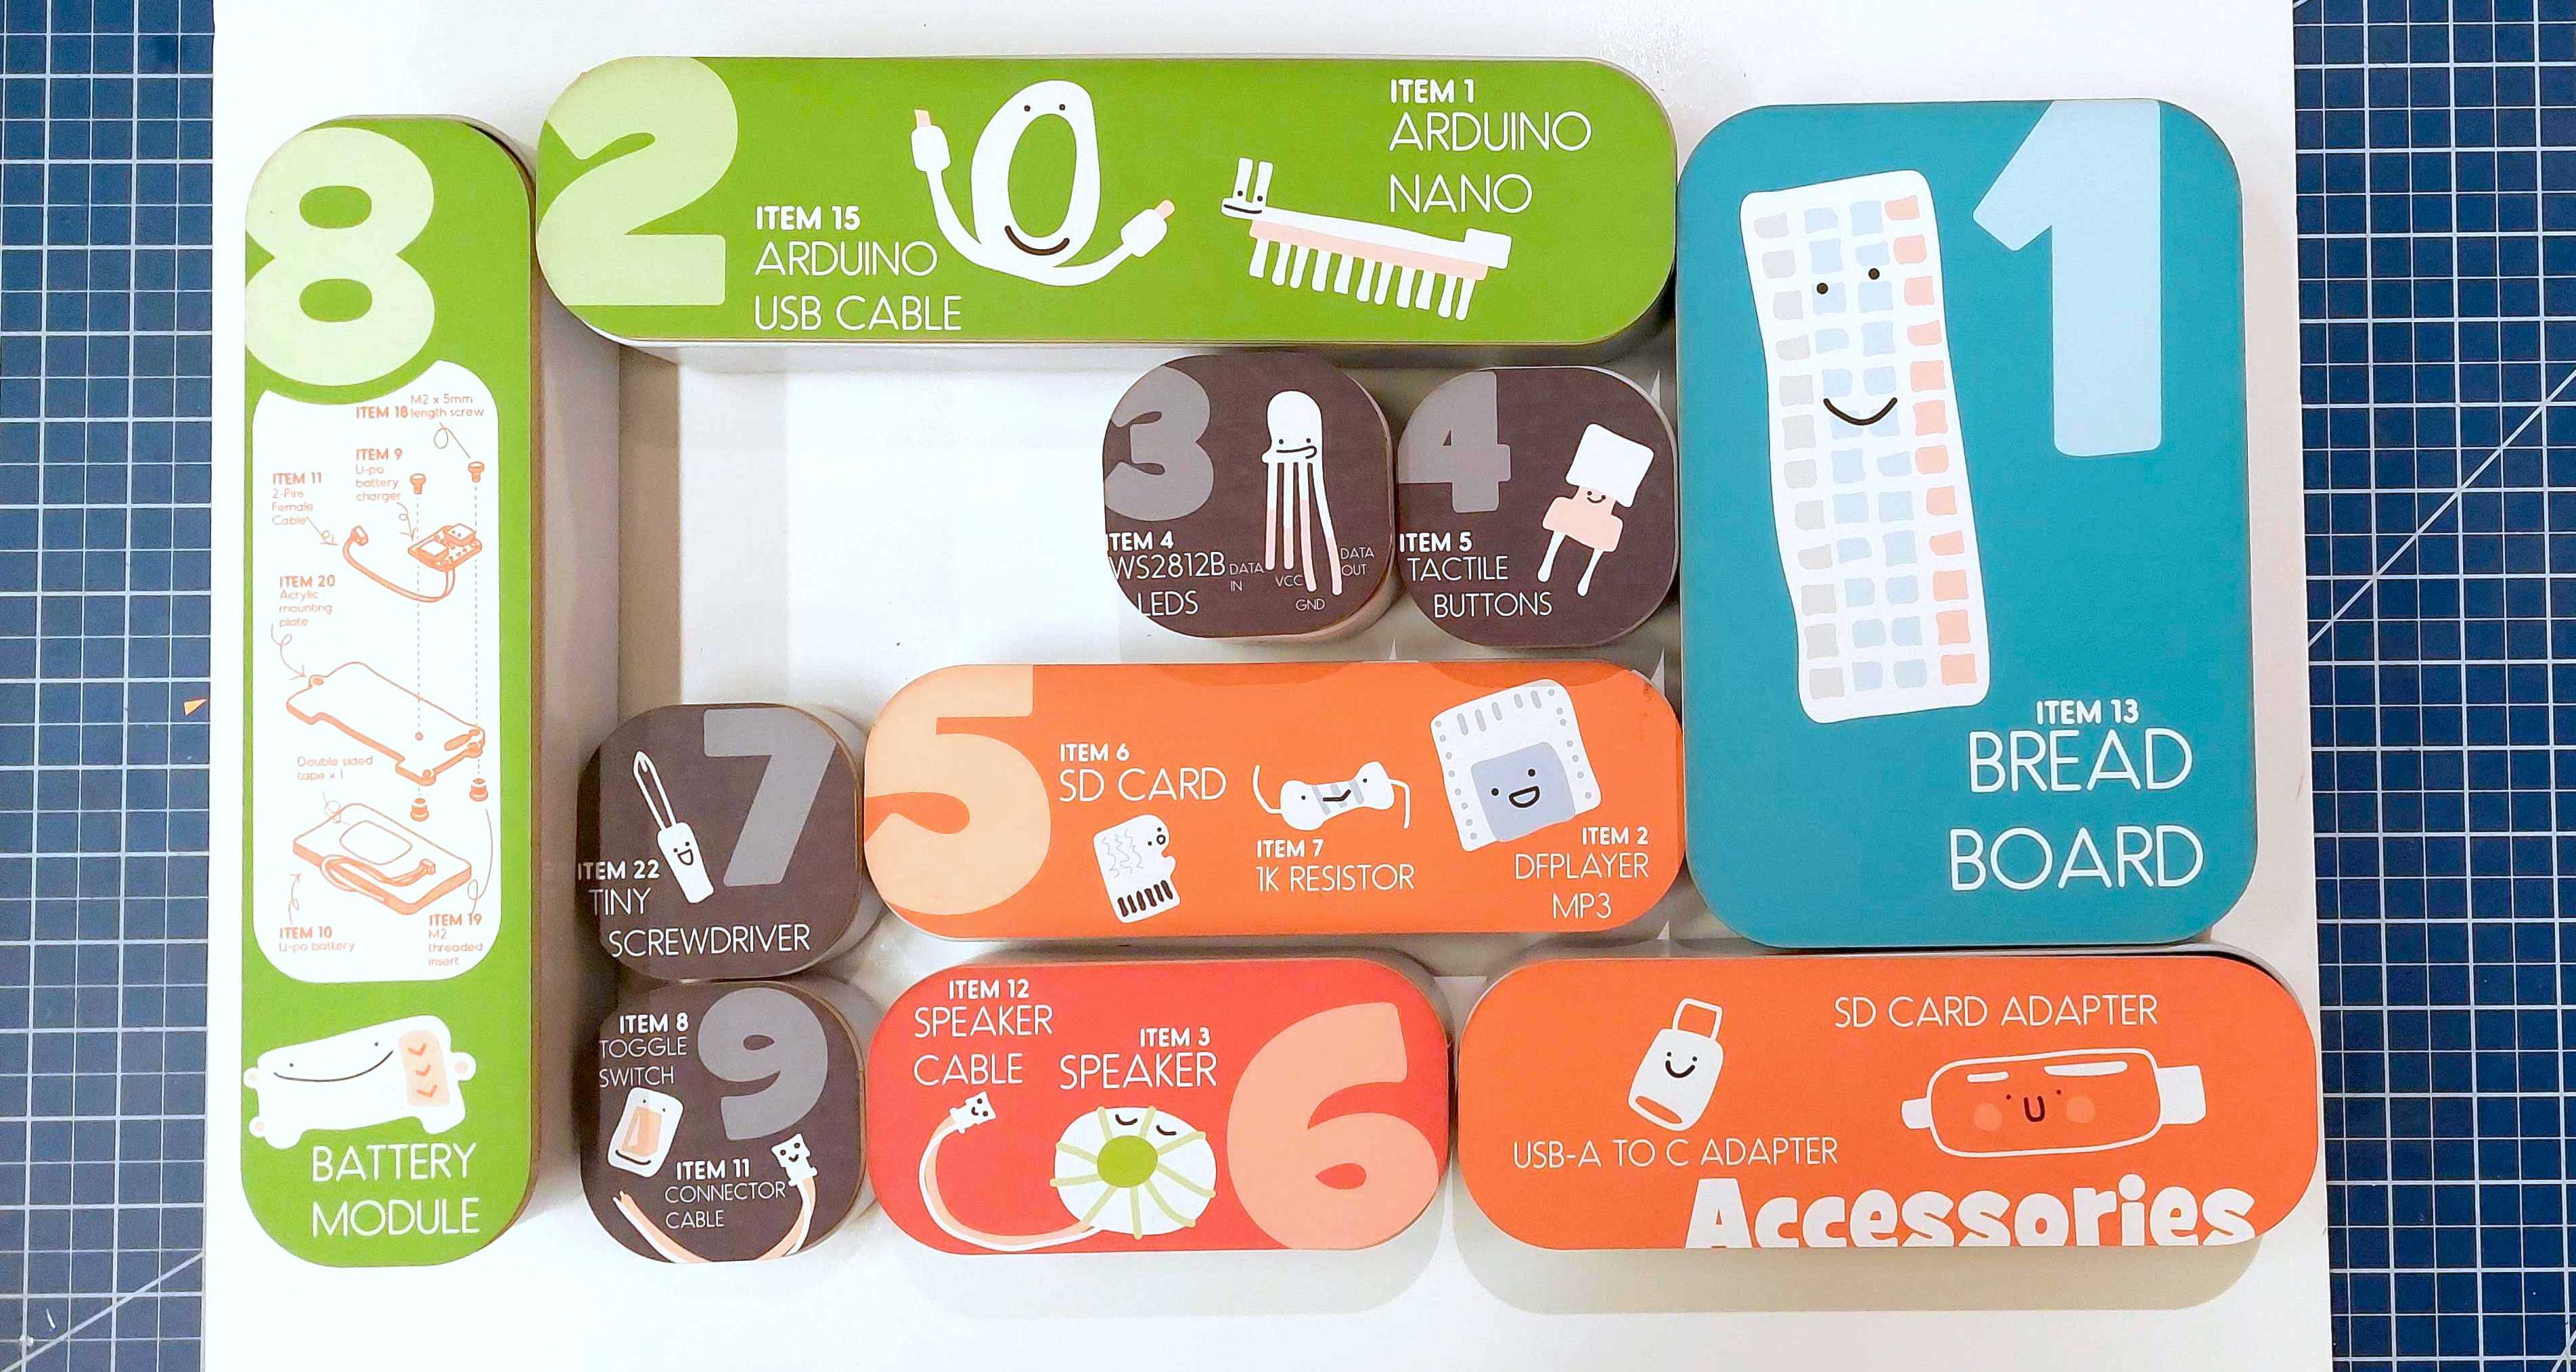 8
M2 x 5mm
ITEM 18 length screw
ITEM 9
Li-po
battery
charger
ITEM 11
2-Pin
Female
Cable
ITEM 20
Acrylic
mounting
plate
Double sided
tape x 1
ITEM 10
Li-po battery
ITEM 19
M2
threaded
insert
BATTERY
MODULE
2
ITEM 15
ARDUINO
USB CABLE
ITEM 1
ARDUINO
NANO
1
ITEM 13
BREAD
BOARD
3
ITEM 4
WS2812B
LEDS
DATA
IN
VCC
GND
DATA
OUT
4
ITEM 5
TACTILE
BUTTONS
7
ITEM 22
TINY
SCREWDRIVER
5
ITEM 6
SD CARD
ITEM 7
1K RESISTOR
ITEM 2
DFPLAYER
MP3
9
ITEM 8
TOGGLE
SWITCH
ITEM 11
CONNECTOR
CABLE
6
ITEM 12
SPEAKER
CABLE
ITEM 3
SPEAKER
SD CARD ADAPTER
USB-A TO C ADAPTER
Accessories